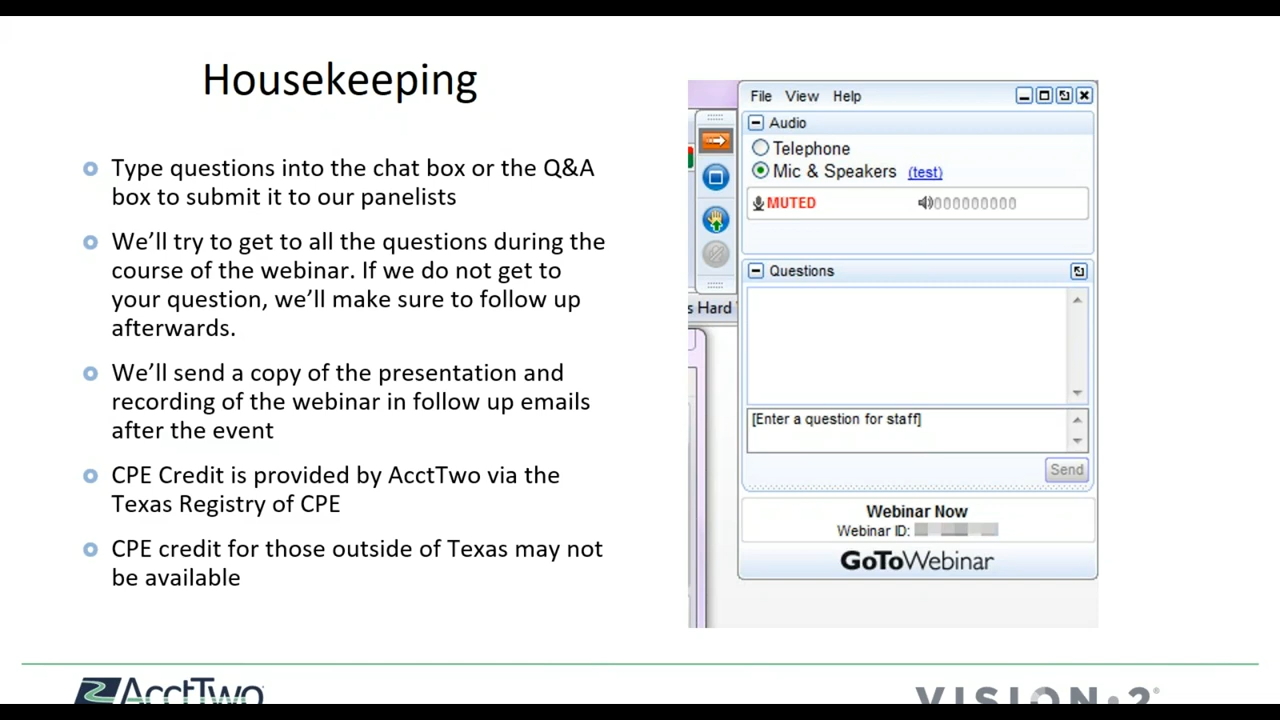 Housekeeping
Type questions into the chat box or the Q&A
box to submit it to our panelists
We’ll try to get to all the questions during the
course of the webinar. If we do not get to
your question, we’ll make sure to follow up
afterwards.
We’ll send a copy of the presentation and
recording of the webinar in follow up emails
after the event
CPE Credit is provided by AcctTwo via the
Texas Registry of CPE
CPE credit for those outside of Texas may not
be available
File View Help
Audio
Telephone
Mic & Speakers (test)
MUTED 000000000
Questions
s Hard
[Enter a question for staff]
Send
Webinar Now
Webinar ID:
GoToWebinar
AcctTwo
VISION·2